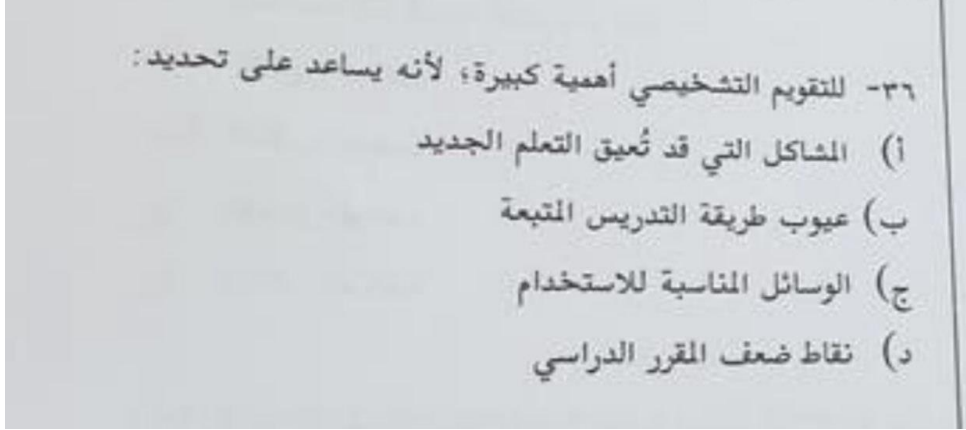 ٣٦- للتقويم التشخيصي أهمية كبيرة؛ لأنه يساعد على تحديد:
أ) المشاكل التي قد تُعيق التعلم الجديد
ب) عيوب طريقة التدريس المتبعة
ج) الوسائل المناسبة للاستخدام
د) نقاط ضعف المقرر الدراسي